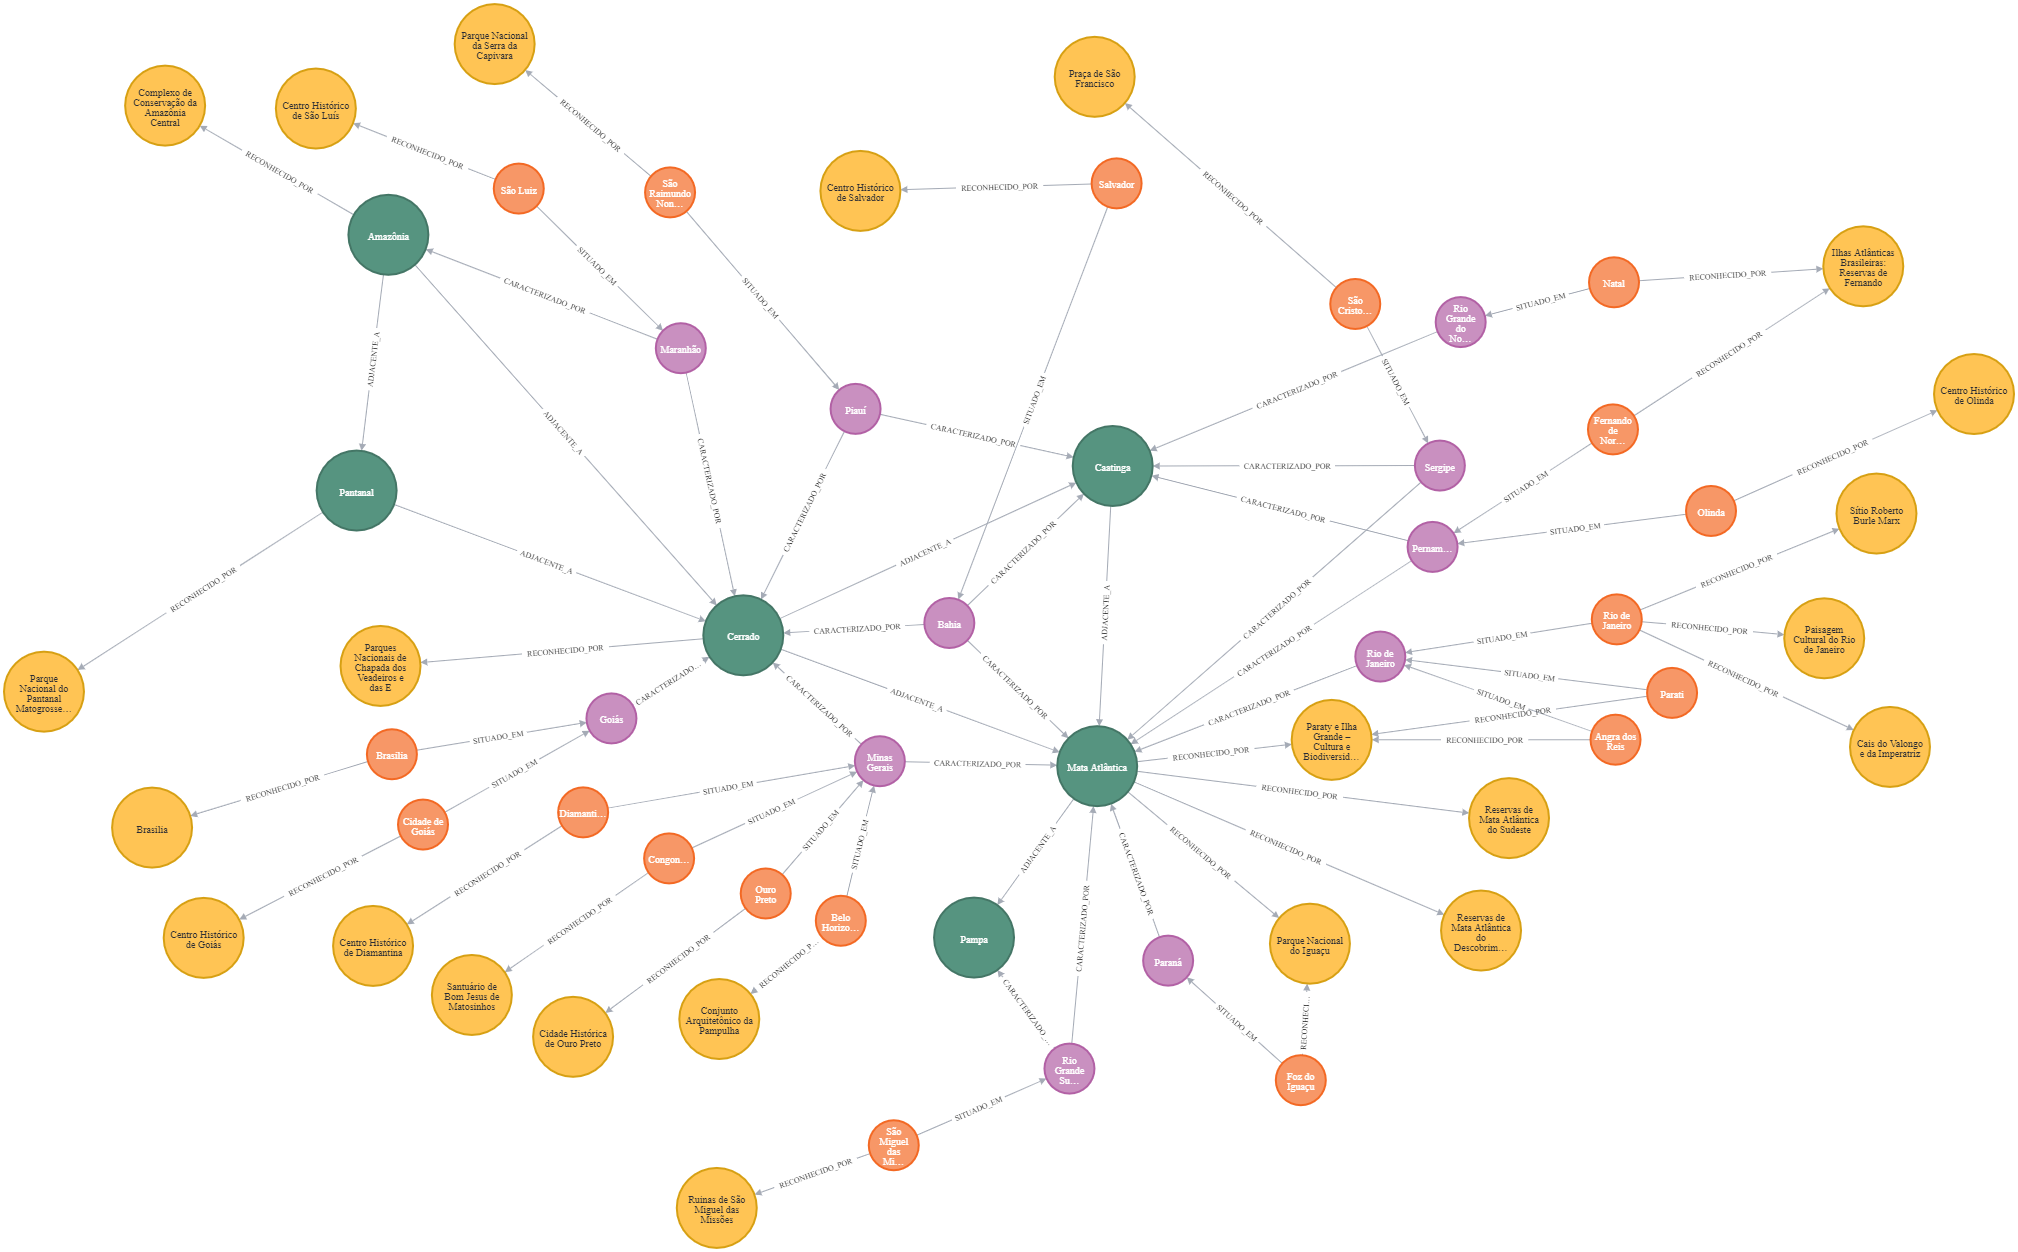 Parque Nacional
da Serra da
Capivara
Complexo de
Conservação da
Amazônia
Central
Centro Histórico
de São Luís
Praça de São
Francisco
RECONHECIDO_POR
RECONHECIDO_POR
RECONHECIDO_POR
São Luíz
São
Raimundo
Non...
Centro Histórico
de Salvador
RECONHECIDO_POR
Salvador
RECONHECIDO_POR
Amazônia
SITUADO_EM
CARACTERIZADO_POR
SITUADO_EM
Maranhão
São
Cristo...
Rio
Grande
do
No...
SITUADO_EM
Natal
RECONHECIDO_POR
Ilhas Atlânticas
Brasileiras:
Reservas de
Fernando
ADJACENTE_A
ADJACENTE_A
Piauí
CARACTERIZADO_POR
SITUADO_EM
CARACTERIZADO_POR
SITUADO_EM
RECONHECIDO_POR
Fernando
de
Nor...
Centro Histórico
de Olinda
Pantanal
CARACTERIZADO_POR
CARACTERIZADO_POR
Caatinga
CARACTERIZADO_POR
Sergipe
SITUADO_EM
RECONHECIDO_POR
Olinda
SITUADO_EM
CARACTERIZADO_POR
Pernam...
Sítio Roberto
Burle Marx
RECONHECIDO_POR
ADJACENTE_A
ADJACENTE_A
CARACTERIZADO_POR
ADJACENTE_A
CARACTERIZADO_POR
CARACTERIZADO_POR
RECONHECIDO_POR
Parques
Nacionais de
Chapada dos
Veadeiros e
das E
RECONHECIDO_POR
Cerrado
CARACTERIZADO_POR
Bahia
CARACTERIZADO_POR
Rio de
Janeiro
SITUADO_EM
Rio de
Janeiro
RECONHECIDO_POR
Paisagem
Cultural do Rio
de Janeiro
Parque
Nacional do
Pantanal
Matogrosse...
CARACTERIZADO...
Goiás
CARACTERIZADO_POR
ADJACENTE_A
CARACTERIZADO_POR
SITUADO_EM
SITUADO_EM
RECONHECIDO_POR
Parati
RECONHECIDO_POR
Brasília
SITUADO_EM
Minas
Gerais
CARACTERIZADO_POR
Mata Atlântica
RECONHECIDO_POR
Paraty e Ilha
Grande –
Cultura e
Biodiversid...
RECONHECIDO_POR
Angra dos
Reis
Cais do Valongo
e da Imperatriz
RECONHECIDO_POR
SITUADO_EM
SITUADO_EM
SITUADO_EM
RECONHECIDO_POR
Reservas de
Mata Atlântica
do Sudeste
Brasília
Cidade de
Goiás
Diamanti...
Congon...
SITUADO_EM
SITUADO_EM
ADJACENTE_A
CARACTERIZADO_POR
RECONHECIDO_POR
RECONHECIDO_POR
RECONHECIDO_POR
RECONHECIDO_POR
Ouro
Preto
Belo
Horizo...
Centro Histórico
de Goiás
Centro Histórico
de Diamantina
RECONHECIDO_POR
RECONHECIDO_POR
RECONHECIDO_P...
Pampa
CARACTERIZADO_POR
Paraná
Parque Nacional
do Iguaçu
Reservas de
Mata Atlântica
do
Descobrim...
Santuário de
Bom Jesus de
Matosinhos
Cidade Histórica
de Ouro Preto
Conjunto
Arquitetônico da
Pampulha
CARACTERIZADO...
SITUADO_EM
RECONHECI...
Rio
Grande
Su...
Foz do
Iguaçu
SITUADO_EM
São
Miguel
das
Mi...
RECONHECIDO_POR
Ruínas de São
Miguel das
Missões